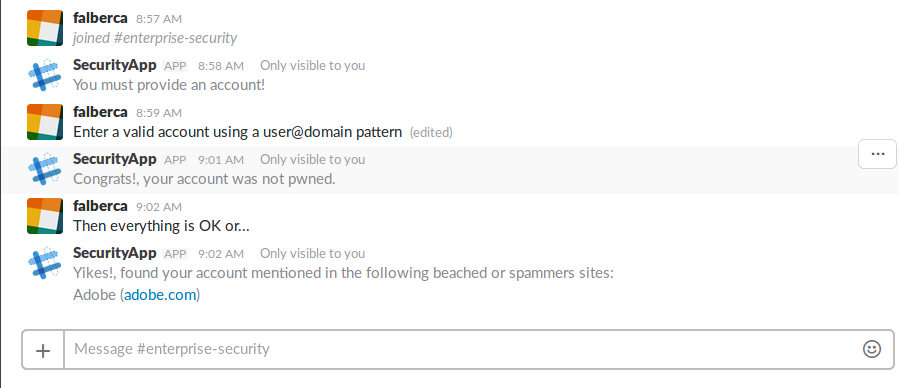 falberca 8:57 AM
joined #enterprise-security
SecurityApp APP 8:58 AM Only visible to you
You must provide an account!
falberca 8:59 AM
Enter a valid account using a user@domain pattern (edited)
SecurityApp APP 9:01 AM Only visible to you
Congrats!, your account was not pwned.
falberca 9:02 AM
Then everything is OK or...
SecurityApp APP 9:02 AM Only visible to you
Yikes!, found your account mentioned in the following beached or spammers sites:
Adobe (adobe.com)
Message #enterprise-security